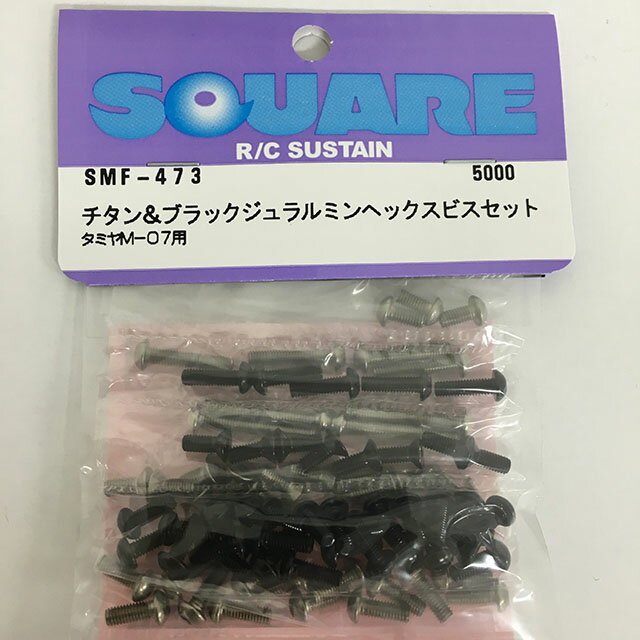 SQUARE
R/C SUSTAIN
SMF-473 5000
チタン&ブラックジュラルミンヘックスビスセット
タミヤM-07用